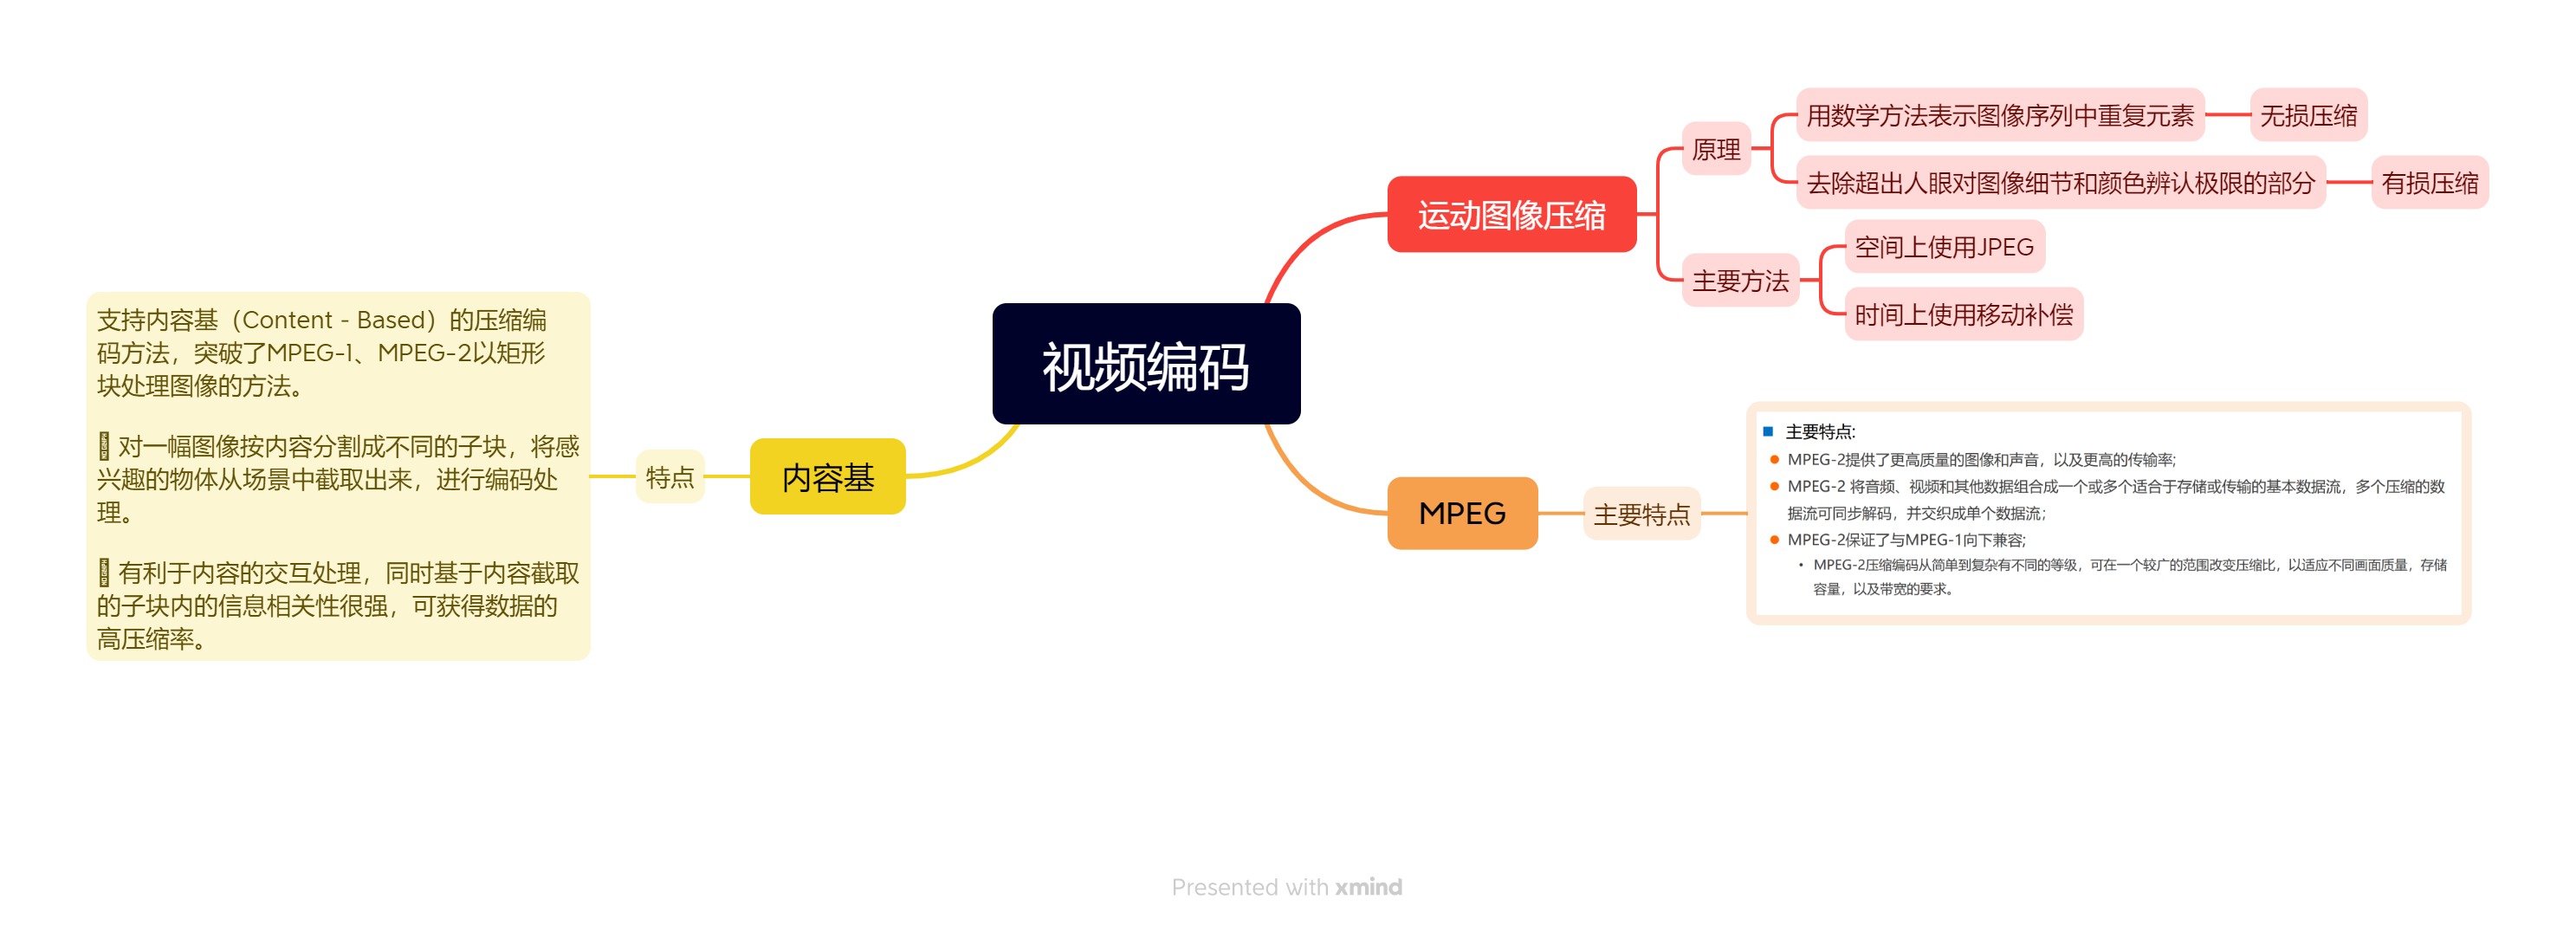 视频编码
运动图像压缩
原理
用数学方法表示图像序列中重复元素
无损压缩
去除超出人眼对图像细节和颜色辨认极限的部分
有损压缩
主要方法
空间上使用JPEG
时间上使用移动补偿
MPEG
主要特点
主要特点:
MPEG-2提供了更高质量的图像和声音，以及更高的传输率;
MPEG-2 将音频、视频和其他数据组合成一个或多个适合于存储或传输的基本数据流，多个压缩的数
据流可同步解码，并交织成单个数据流；
MPEG-2保证了与MPEG-1向下兼容;
MPEG-2压缩编码从简单到复杂有不同的等级，可在一个较广的范围改变压缩比，以适应不同画面质量，存储
容量，以及带宽的要求。
内容基
特点
支持内容基（Content - Based）的压缩编
码方法，突破了MPEG-1、MPEG-2以矩形
块处理图像的方法。
对一幅图像按内容分割成不同的子块，将感
兴趣的物体从场景中截取出来，进行编码处
理。
有利于内容的交互处理，同时基于内容截取
的子块内的信息相关性很强，可获得数据的
高压缩率。
Presented with xmind